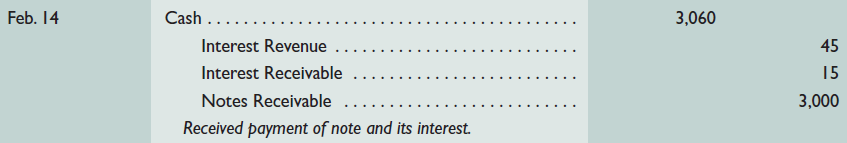 Feb. 14 Cash . . . . . . . . . . . . . . . . . . . . . . . . . . . . . . . . . . . . . . . . . 3,060
Interest Revenue . . . . . . . . . . . . . . . . . . . . . . . . . . . 45
Interest Receivable . . . . . . . . . . . . . . . . . . . . . . . . . 15
Notes Receivable . . . . . . . . . . . . . . . . . . . . . . . . . . 3,000
Received payment of note and its interest.